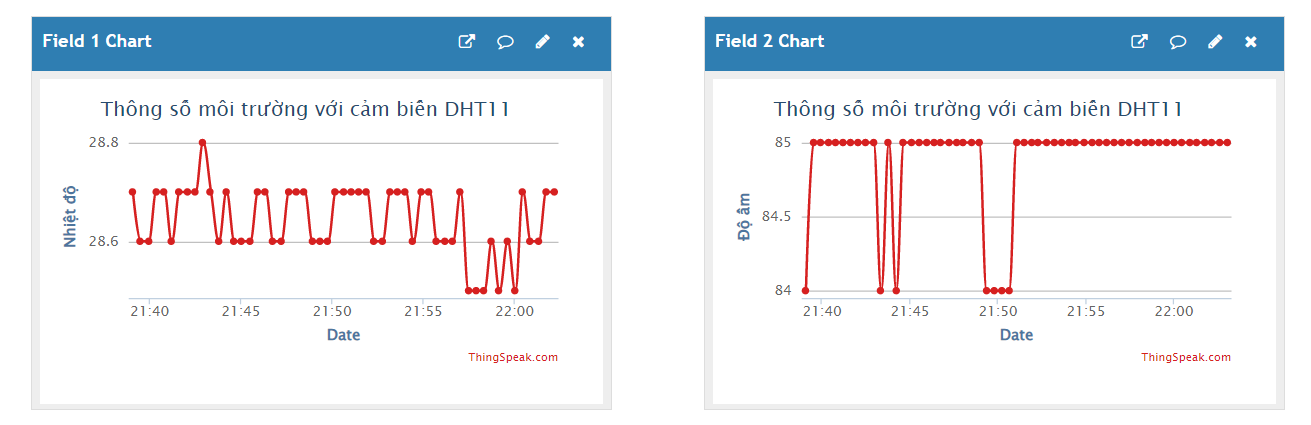 Field 1 Chart
Thông số môi trường với cảm biến DHT11
Nhiệt độ
28.8
28.6
21:40 21:45 21:50 21:55 22:00
Date
ThingSpeak.com
Field 2 Chart
Thông số môi trường với cảm biến DHT11
Độ ẩm
85
84.5
84
21:40 21:45 21:50 21:55 22:00
Date
ThingSpeak.com